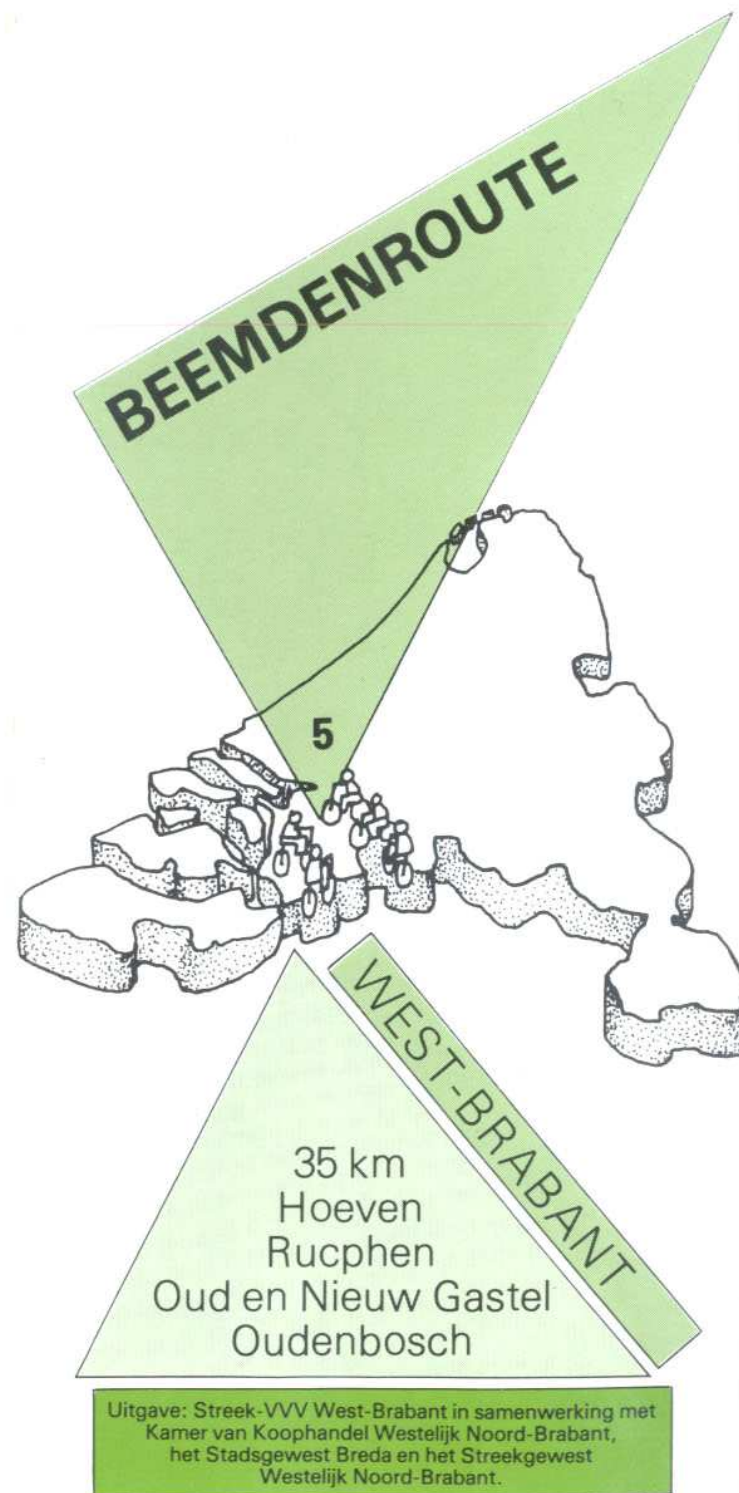 BEEMDENROUTE
5
WEST-BRABANT
35 km
Hoeven
Rucphen
Oud en Nieuw Gastel
Oudenbosch
Uitgave: Streek-VVV West-Brabant in samenwerking met
Kamer van Koophandel Westelijk Noord-Brabant,
het Stadsgewest Breda en het Streekgewest
Westelijk Noord-Brabant.